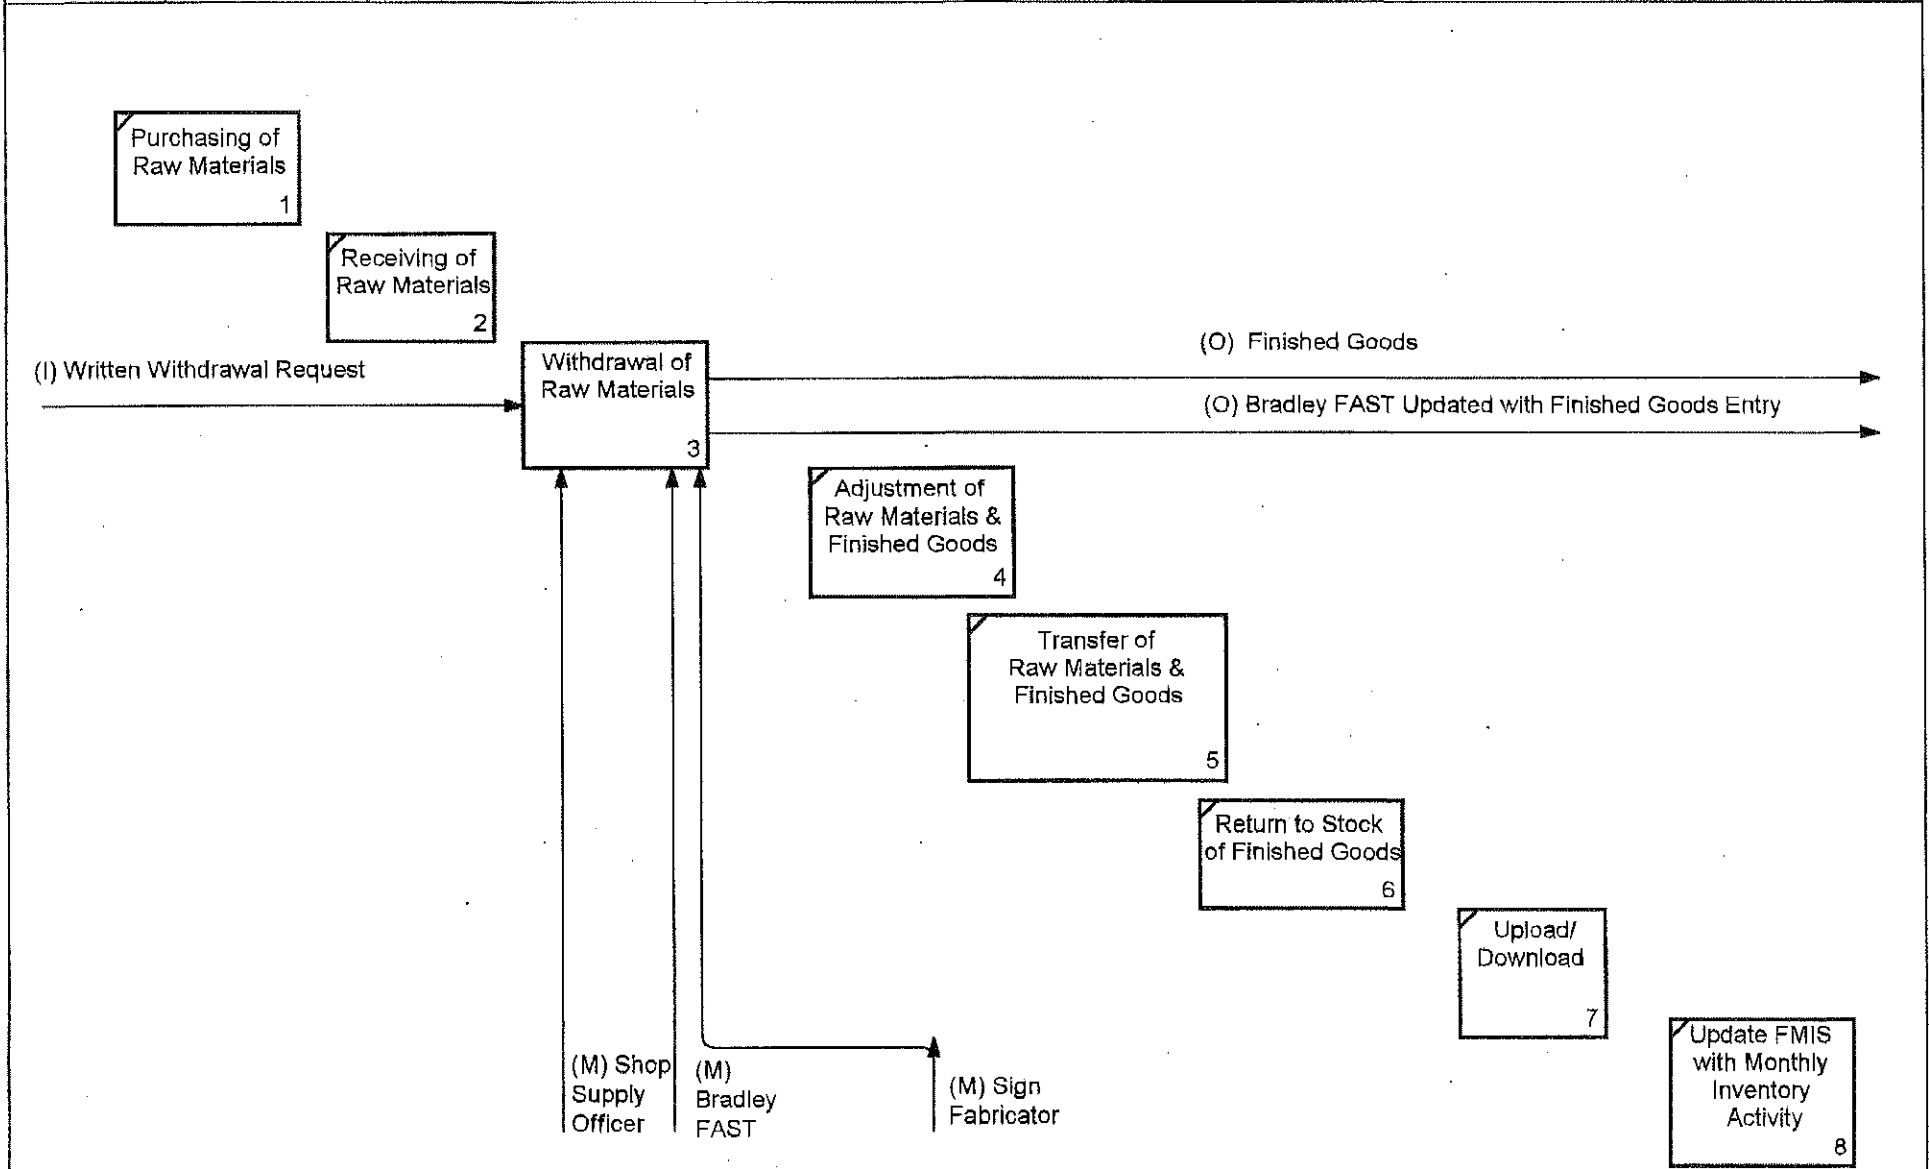 Purchasing of
Raw Materials
1
Receiving of
Raw Materials
2
(I) Written Withdrawal Request
Withdrawal of
Raw Materials
3
(O) Finished Goods
(O) Bradley FAST Updated with Finished Goods Entry
Adjustment of
Raw Materials &
Finished Goods
4
Transfer of
Raw Materials &
Finished Goods
5
Return to Stock
of Finished Goods
6
Upload/
Download
7
Update FMIS
with Monthly
Inventory
Activity
8
(M) Shop
Supply
Officer
(M)
Bradley
FAST
(M) Sign
Fabricator